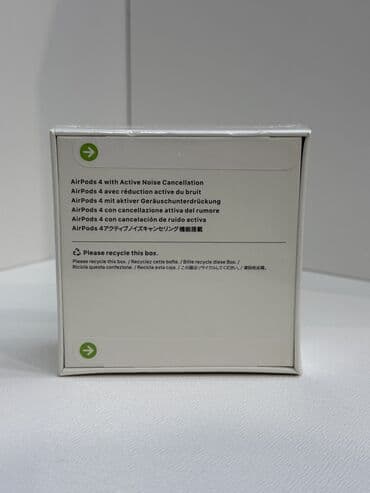 AirPods 4 with Active Noise Cancellation
AirPods 4 avec réduction active du bruit
AirPods 4 mit aktiver Geräuschunterdrückung
AirPods 4 con cancellazione attiva del rumore
AirPods 4 con cancelación de ruido activa
AirPods 4アクティブノイズキャンセリング機能搭載
Please recycle this box.
Please recycle this box. / Recyclez cette boîte. / Bitte recycle diese Box. /
Ricicla questa confezione. / Recicla esta caja. / この箱はリサイクルしてください。/